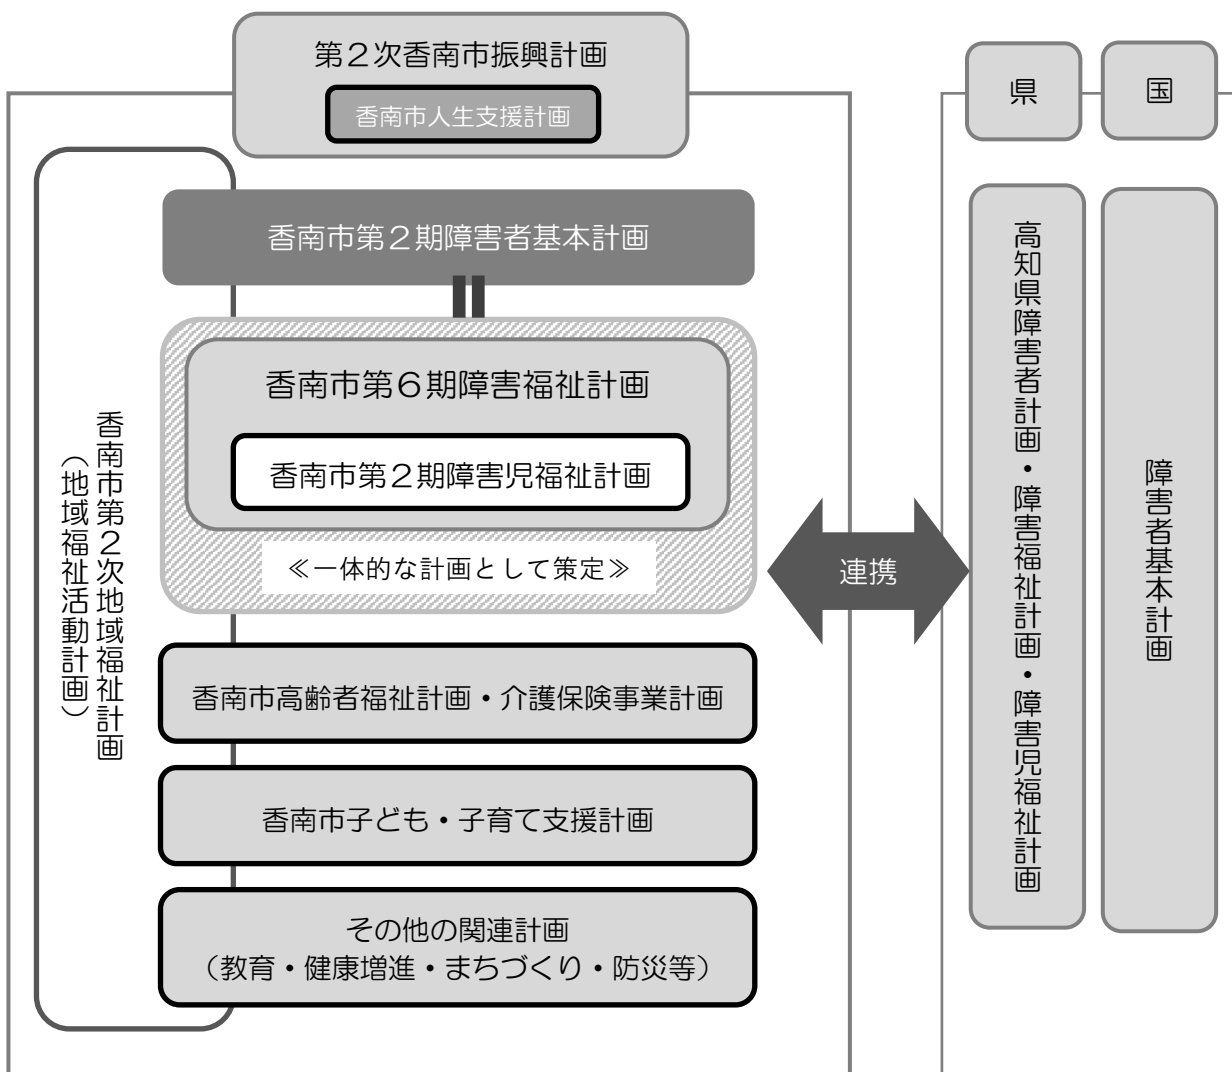 第２次香南市振興計画
香南市人生支援計画
香南市第２期障害者基本計画
香南市第６期障害福祉計画
香南市第２期障害児福祉計画
≪一体的な計画として策定≫
香南市高齢者福祉計画・介護保険事業計画
香南市子ども・子育て支援計画
その他の関連計画
（教育・健康増進・まちづくり・防災等）
香南市第２次地域福祉計画
（地域福祉活動計画）
連携
県
国
高知県障害者計画・障害福祉計画・障害児福祉計画
障害者基本計画